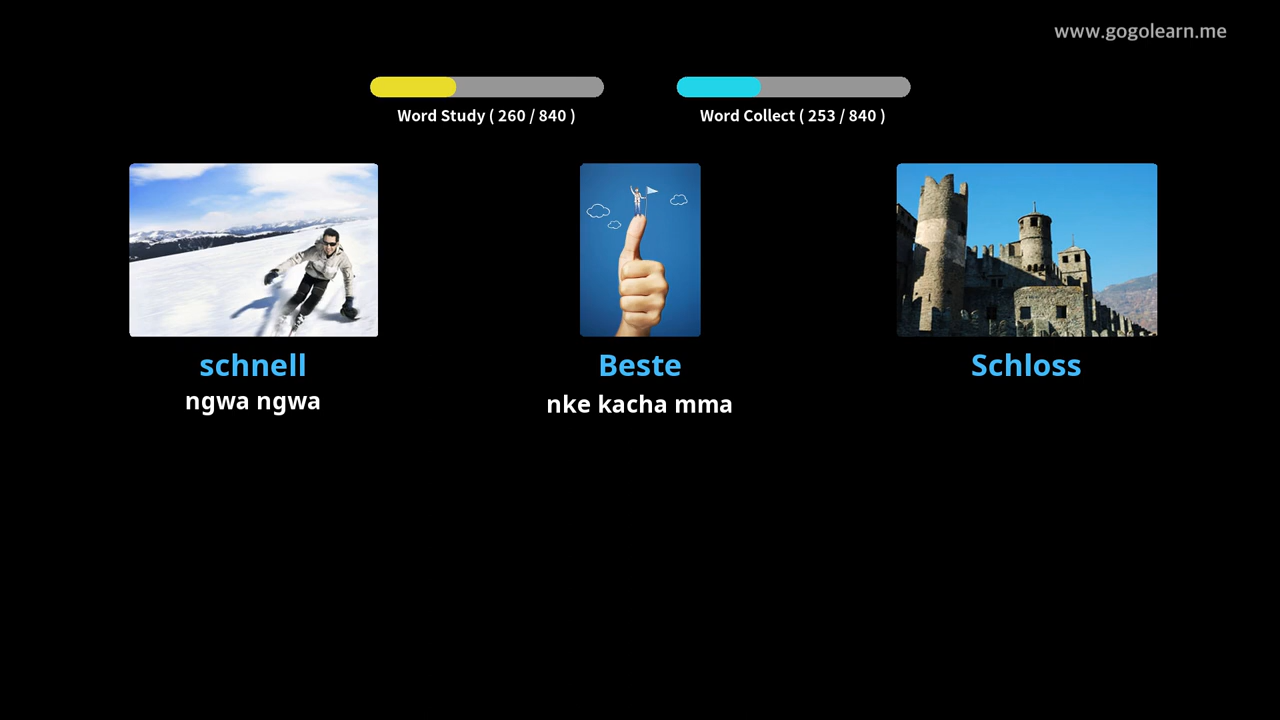 www.gogolearn.me
Word Study ( 260 / 840 )
Word Collect ( 253 / 840 )
schnell
ngwa ngwa
Beste
nke kacha mma
Schloss